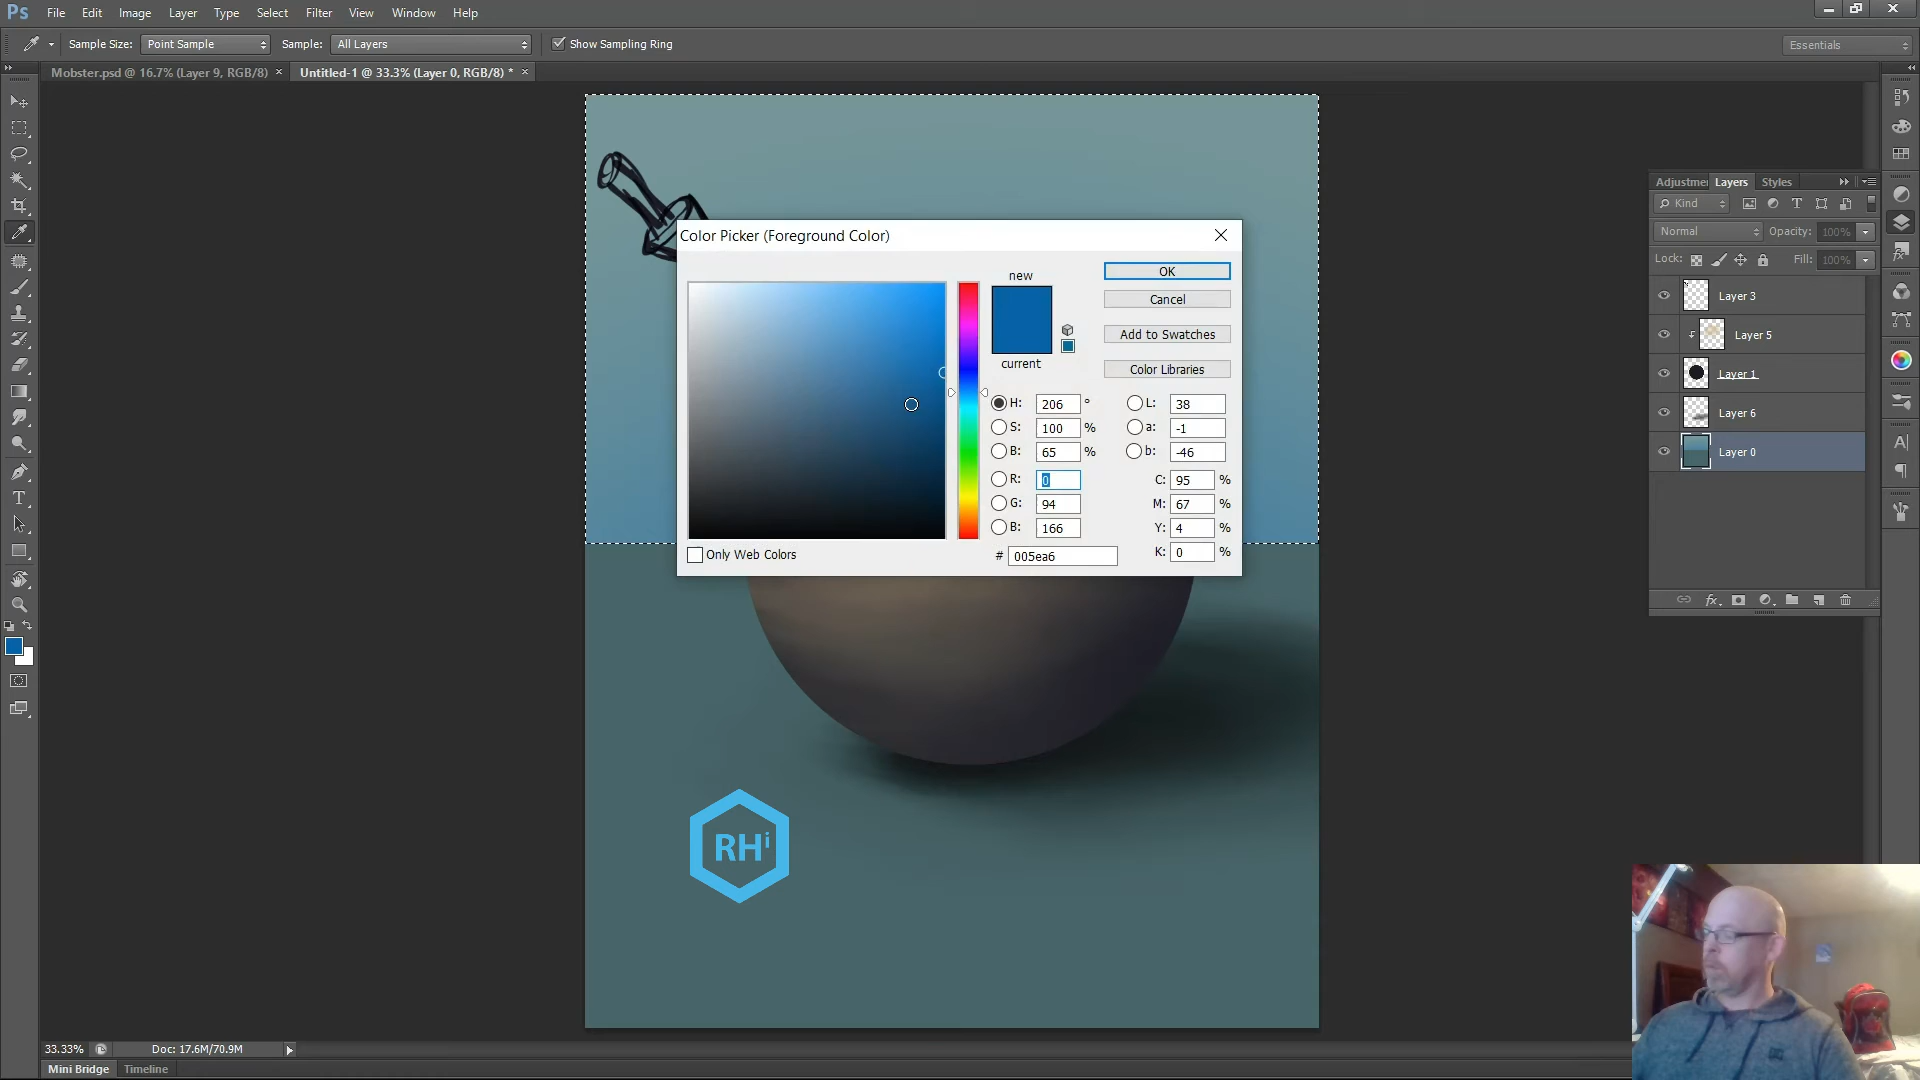 Ps File Edit Image Layer Type Select Filter View Window Help
Sample Size: Point Sample Sample: All Layers Show Sampling Ring Essentials
Mobster.psd @ 16.7% (Layer 9, RGB/8) × Untitled-1 @ 33.3% (Layer 0, RGB/8) * ×
Color Picker (Foreground Color)
new
current
OK
Cancel
Add to Swatches
Color Libraries
H: 206 ° L: 38
S: 100 % a: -1
B: 65 % b: -46
R: 0 C: 95 %
G: 94 M: 67 %
B: 166 Y: 4 %
Only Web Colors # 005ea6 K: 0 %
Adjustmen Layers Styles
Kind
Normal Opacity: 100%
Lock: Fill: 100%
Layer 3
Layer 5
Layer 1
Layer 6
Layer 0
fx
RHi
33.33% Doc: 17.6M/70.9M
Mini Bridge Timeline